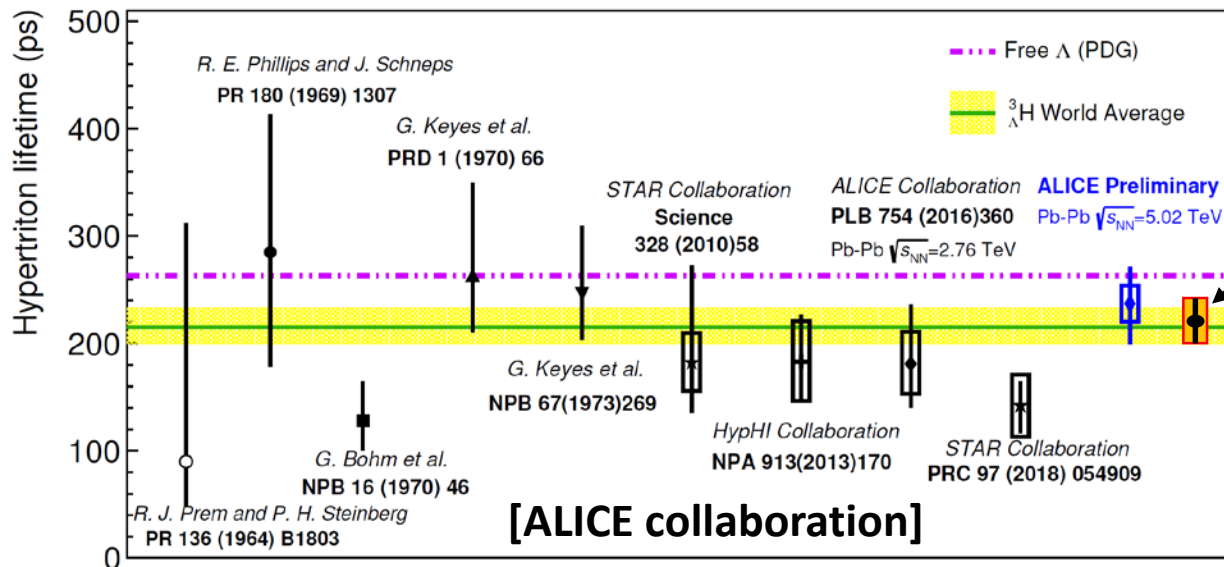 Hypertriton lifetime (ps)
500
400
300
200
100
0
R. E. Phillips and J. Schneps
PR 180 (1969) 1307
Free Λ (PDG)
³ΛH World Average
G. Keyes et al.
PRD 1 (1970) 66
STAR Collaboration
Science
328 (2010)58
ALICE Collaboration
PLB 754 (2016)360
Pb-Pb √sNN=2.76 TeV
ALICE Preliminary
Pb-Pb √sNN=5.02 TeV
G. Keyes et al.
NPB 67(1973)269
G. Bohm et al.
NPB 16 (1970) 46
HypHI Collaboration
NPA 913(2013)170
STAR Collaboration
PRC 97 (2018) 054909
R. J. Prem and P. H. Steinberg
PR 136 (1964) B1803
[ALICE collaboration]